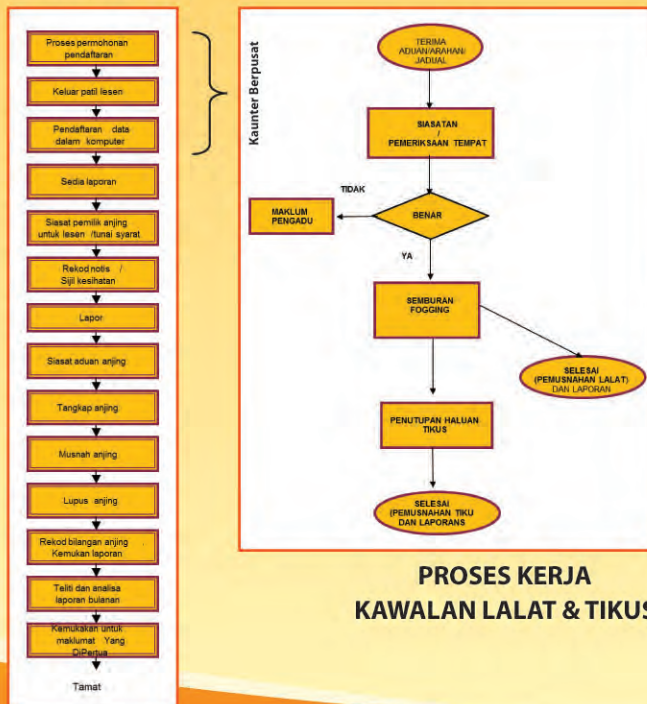 Proses permohonan
pendaftaran
Keluar patil lesen
Pendaftaran data
dalam komputer
Sedia laporan
Siasat pemilik anjing
untuk lesen /tunai syarat
Rekod notis /
Sijil kesihatan
Lapor
Siasat aduan anjing
Tangkap anjing
Musnah anjing
Lupus anjing
Rekod bilangan anjing .
Kemukan laporan
Teliti dan analisa
laporan bulanan
Kemukakan untuk
maklumat Yang
DiPertua
Tamat
Kaunter Berpusat
TERIMA
ADUAN/ARAHAN/
JADUAL
SIASATAN
/
PEMERIKSAAN TEMPAT
TIDAK
MAKLUM
PENGADU
BENAR
YA
SEMBURAN
FOGGING
SELESAI
(PEMUSNAHAN LALAT)
DAN LAPORAN
PENUTUPAN HALUAN
TIKUS
SELESAI
(PEMUSNAHAN TIKU
DAN LAPORANS
PROSES KERJA
KAWALAN LALAT & TIKUS